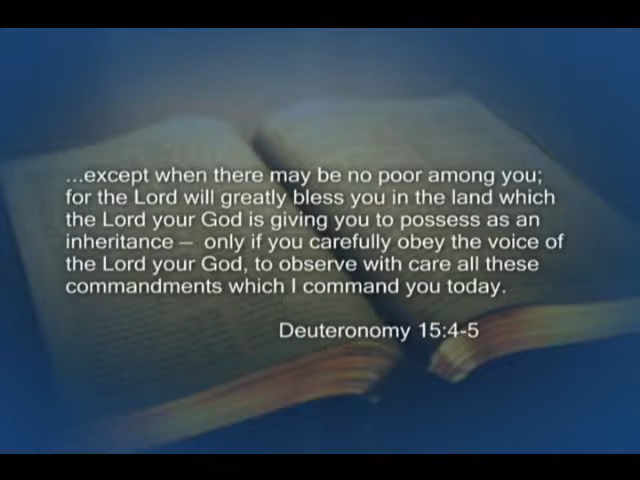 ...except when there may be no poor among you;
for the Lord will greatly bless you in the land which
the Lord your God is giving you to possess as an
inheritance – only if you carefully obey the voice of
the Lord your God, to observe with care all these
commandments which I command you today.
Deuteronomy 15:4-5